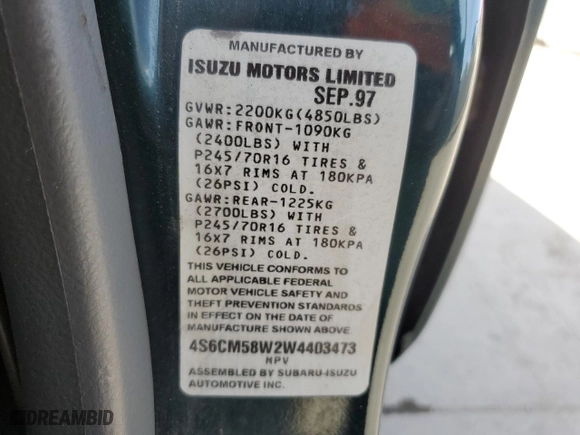 MANUFACTURED BY
ISUZU MOTORS LIMITED
SEP.97
GVWR:2200KG(4850LBS)
GAWR:FRONT-1090KG
(2400LBS) WITH
P245/70R16 TIRES &
16X7 RIMS AT 180KPA
(26PSI) COLD.
GAWR:REAR-1225KG
(2700LBS) WITH
P245/70R16 TIRES &
16X7 RIMS AT 180KPA
(26PSI) COLD.
THIS VEHICLE CONFORMS TO
ALL APPLICABLE FEDERAL
MOTOR VEHICLE SAFETY AND
THEFT PREVENTION STANDARDS
IN EFFECT ON THE DATE OF
MANUFACTURE SHOWN ABOVE.
4S6CM58W2W4403473
MPV
ASSEMBLED BY SUBARU-ISUZU
AUTOMOTIVE INC.
BIDREAMBID